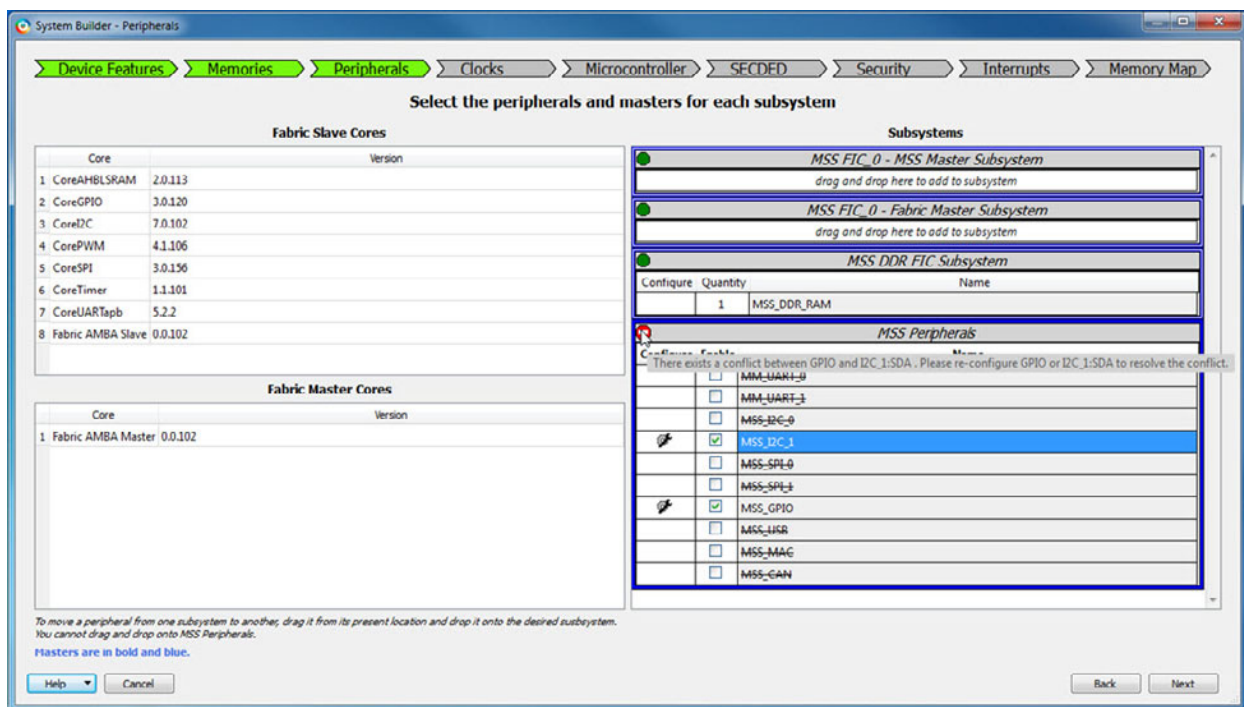 System Builder - Peripherals
Device Features Memories Peripherals Clocks Microcontroller SECDED Security Interrupts Memory Map
Select the peripherals and masters for each subsystem
Fabric Slave Cores
Core Version
1 CoreAHBLSRAM 2.0.113
2 CoreGPIO 3.0.120
3 CoreI2C 7.0.102
4 CorePWM 4.1.106
5 CoreSPI 3.0.156
6 CoreTimer 1.1.101
7 CoreUARTapb 5.2.2
8 Fabric AMBA Slave 0.0.102
Fabric Master Cores
Core Version
1 Fabric AMBA Master 0.0.102
Subsystems
MSS FIC_0 - MSS Master Subsystem
drag and drop here to add to subsystem
MSS FIC_0 - Fabric Master Subsystem
drag and drop here to add to subsystem
MSS DDR FIC Subsystem
Configure Quantity Name
1 MSS_DDR_RAM
MSS Peripherals
Configure Enable Name
There exists a conflict between GPIO and I2C_1:SDA . Please re-configure GPIO or I2C_1:SDA to resolve the conflict.
MM_UART_0
MM_UART_1
MSS_I2C_0
MSS_I2C_1
MSS_SPI_0
MSS_SPI_1
MSS_GPIO
MSS_USB
MSS_MAC
MSS_CAN
To move a peripheral from one subsystem to another, drag it from its present location and drop it onto the desired susbsystem.
You cannot drag and drop onto MSS Peripherals.
Masters are in bold and blue.
Help Cancel Back Next